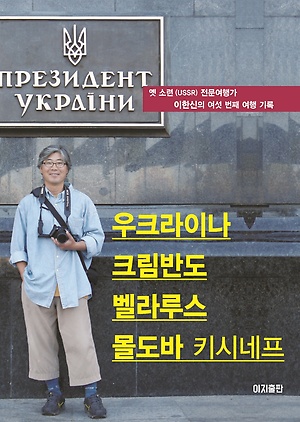 ПРЕЗИДЕНТ
УКРАЇНИ
옛 소련 (USSR) 전문여행가
이한신의 여섯 번째 여행 기록
우크라이나
크림반도
벨라루스
몰도바 키시네프
이지출판